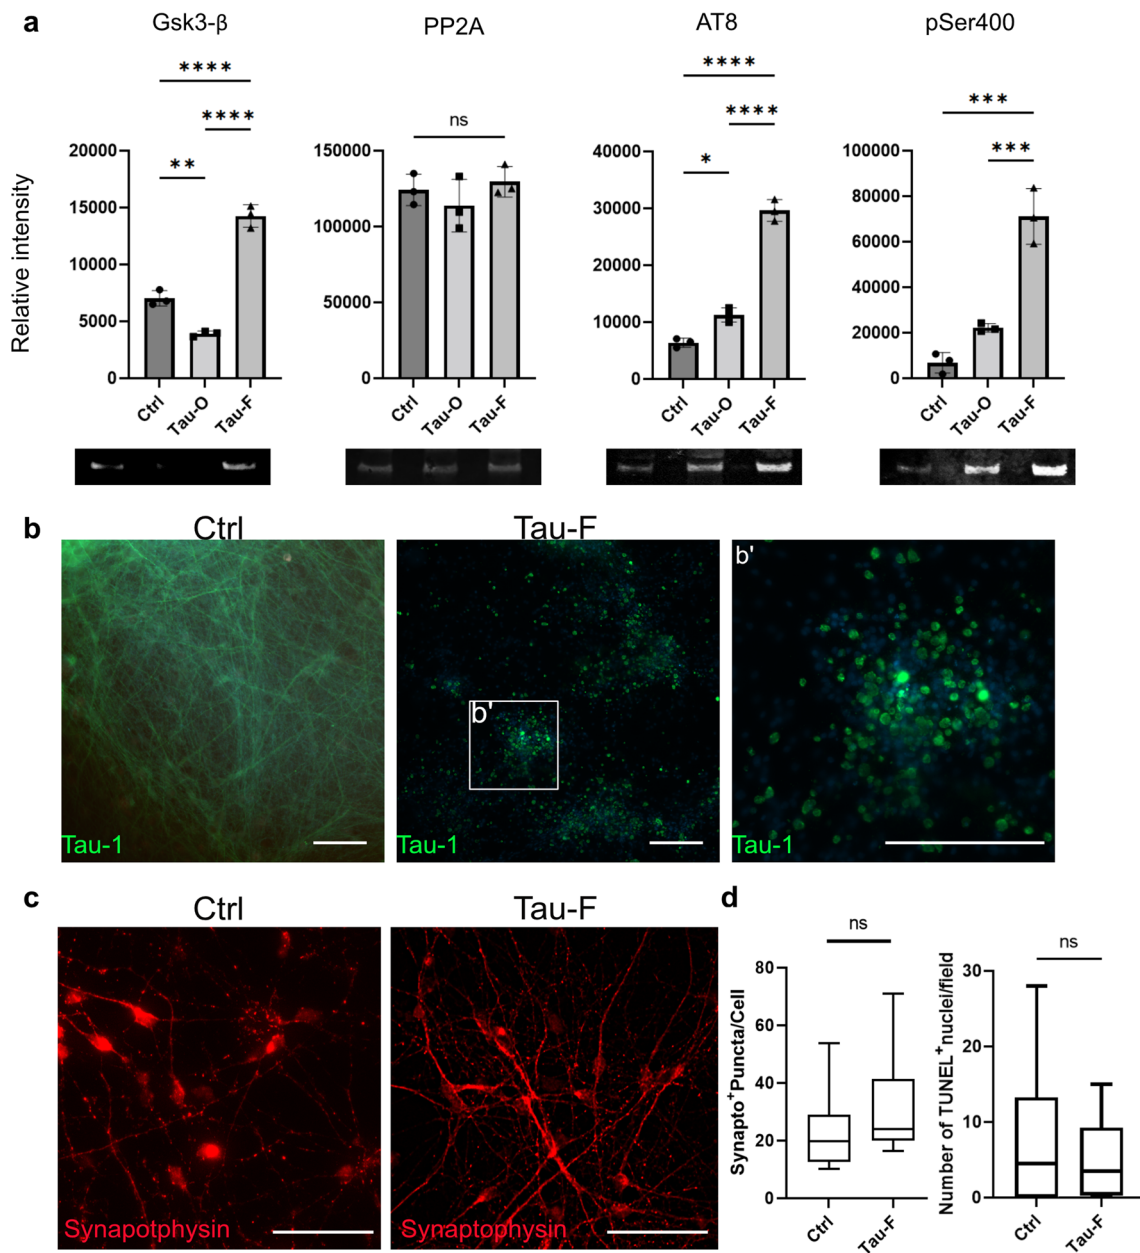 a
Gsk3-β
PP2A
AT8
pSer400
Relative intensity
****
****
**
20000
15000
10000
5000
0
Ctrl
Tau-O
Tau-F
ns
150000
100000
50000
0
Ctrl
Tau-O
Tau-F
****
****
*
40000
30000
20000
10000
0
Ctrl
Tau-O
Tau-F
***
***
100000
80000
60000
40000
20000
0
Ctrl
Tau-O
Tau-F
b
Ctrl
Tau-F
b'
b'
Tau-1
Tau-1
Tau-1
c
Ctrl
Tau-F
Synapotphysin
Synaptophysin
d
ns
Synapto+Puncta/Cell
80
60
40
20
0
Ctrl
Tau-F
ns
Number of TUNEL+nuclei/field
30
20
10
0
Ctrl
Tau-F